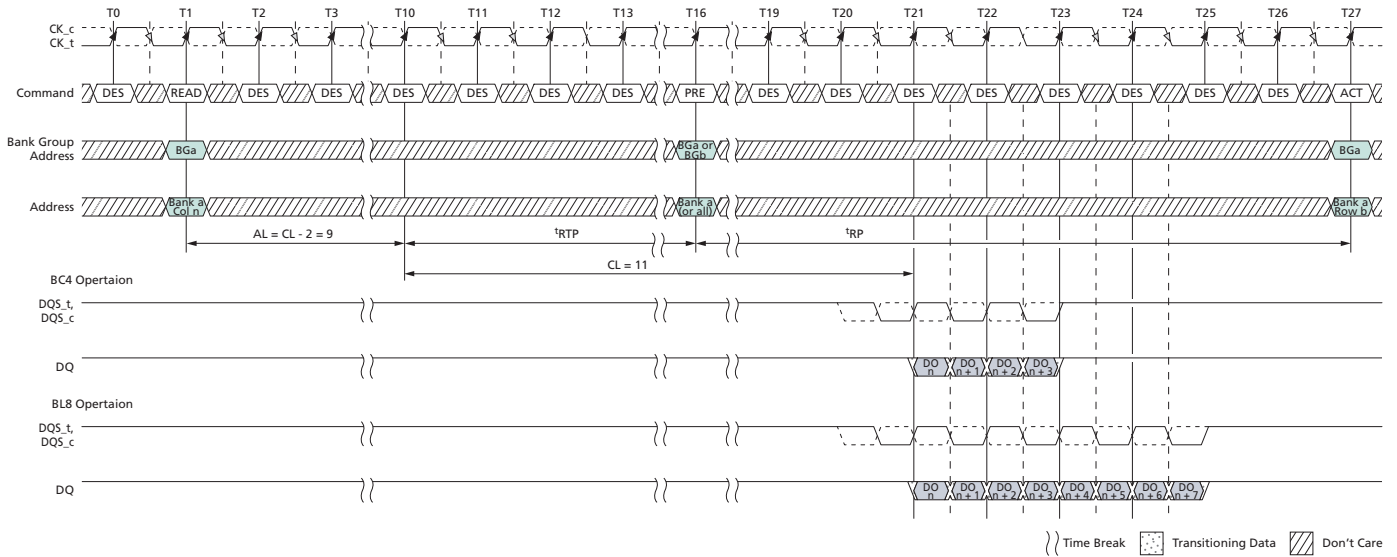 T0 T1 T2 T3 T10 T11 T12 T13 T16 T19 T20 T21 T22 T23 T24 T25 T26 T27
CK_c
CK_t
Command DES READ DES DES DES DES DES DES PRE DES DES DES DES DES DES DES DES ACT
Bank Group
Address
BGa
BGa or
BGb
BGa
Address
Bank a
Col n
Bank a
(or all)
Bank a
Row b
AL = CL - 2 = 9
tRTP
tRP
CL = 11
BC4 Opertaion
DQS_t,
DQS_c
DQ
DO
n
DO
n + 1
DO
n + 2
DO
n + 3
BL8 Opertaion
DQS_t,
DQS_c
DQ
DO
n
DO
n + 1
DO
n + 2
DO
n + 3
DO
n + 4
DO
n + 5
DO
n + 6
DO
n + 7
Time Break Transitioning Data Don't Care